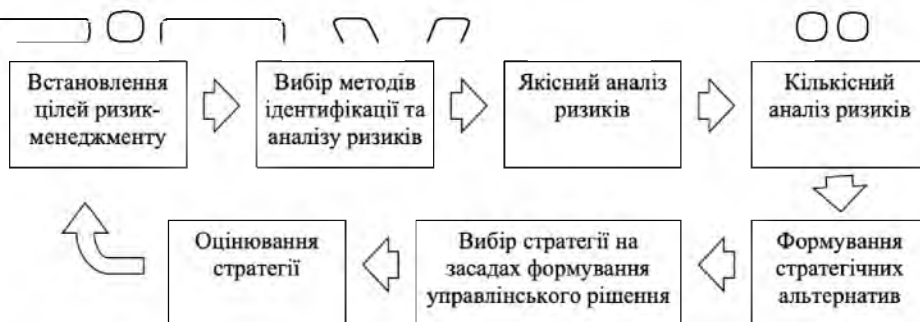 Встановлення
цілей ризик-
менеджменту
Вибір методів
ідентифікації та
аналізу ризиків
Якісний аналіз
ризиків
Кількісний
аналіз ризиків
Формування
стратегічних
альтернатив
Вибір стратегії на
засадах формування
управлінського рішення
Оцінювання
стратегії